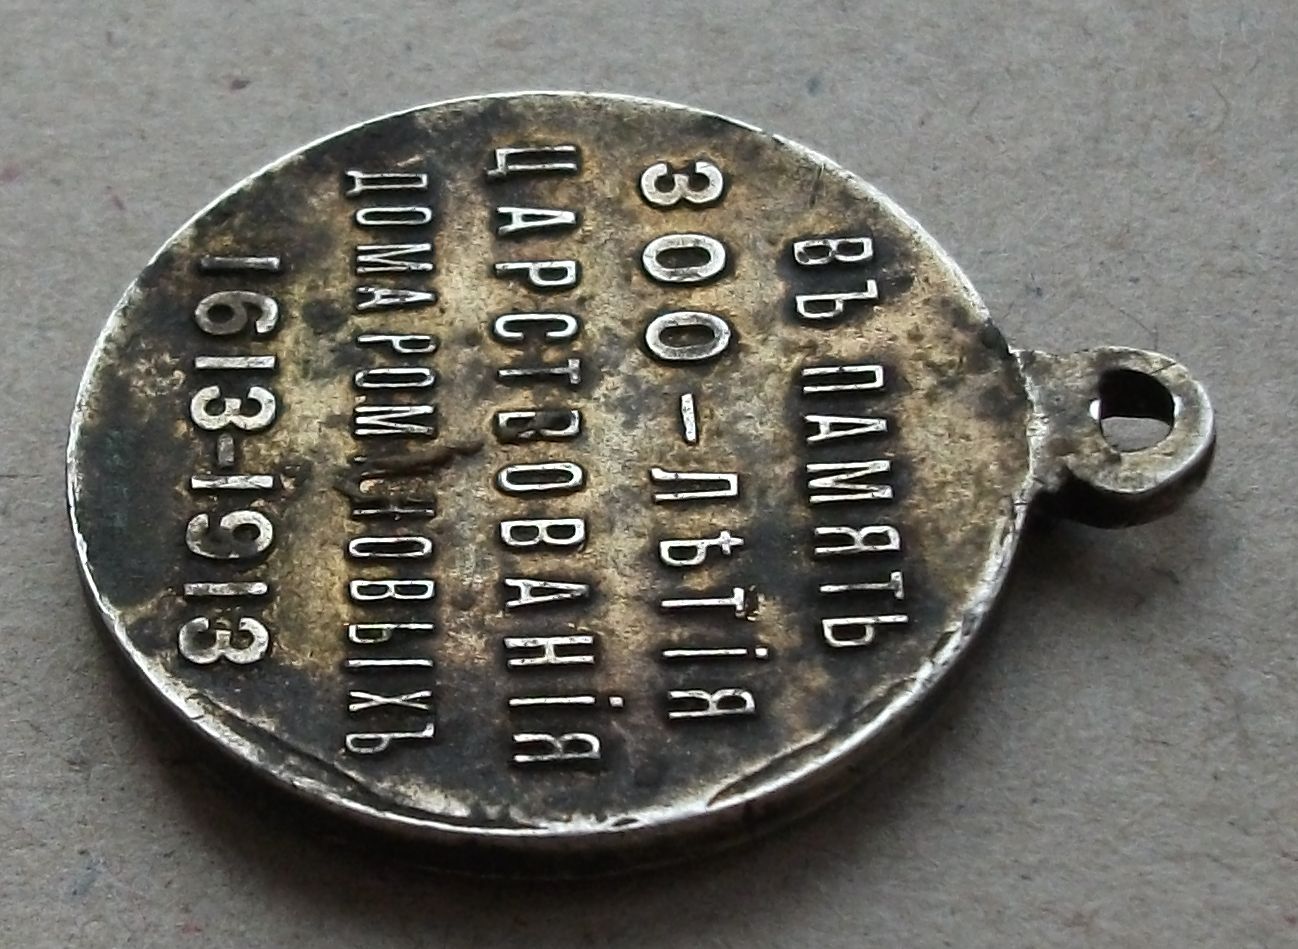 ВЪ ПАМЯТЬ
300-ЛѢТІЯ
ЦАРСТВОВАНІЯ
ДОМА РОМАНОВЫХЪ
1613-1913